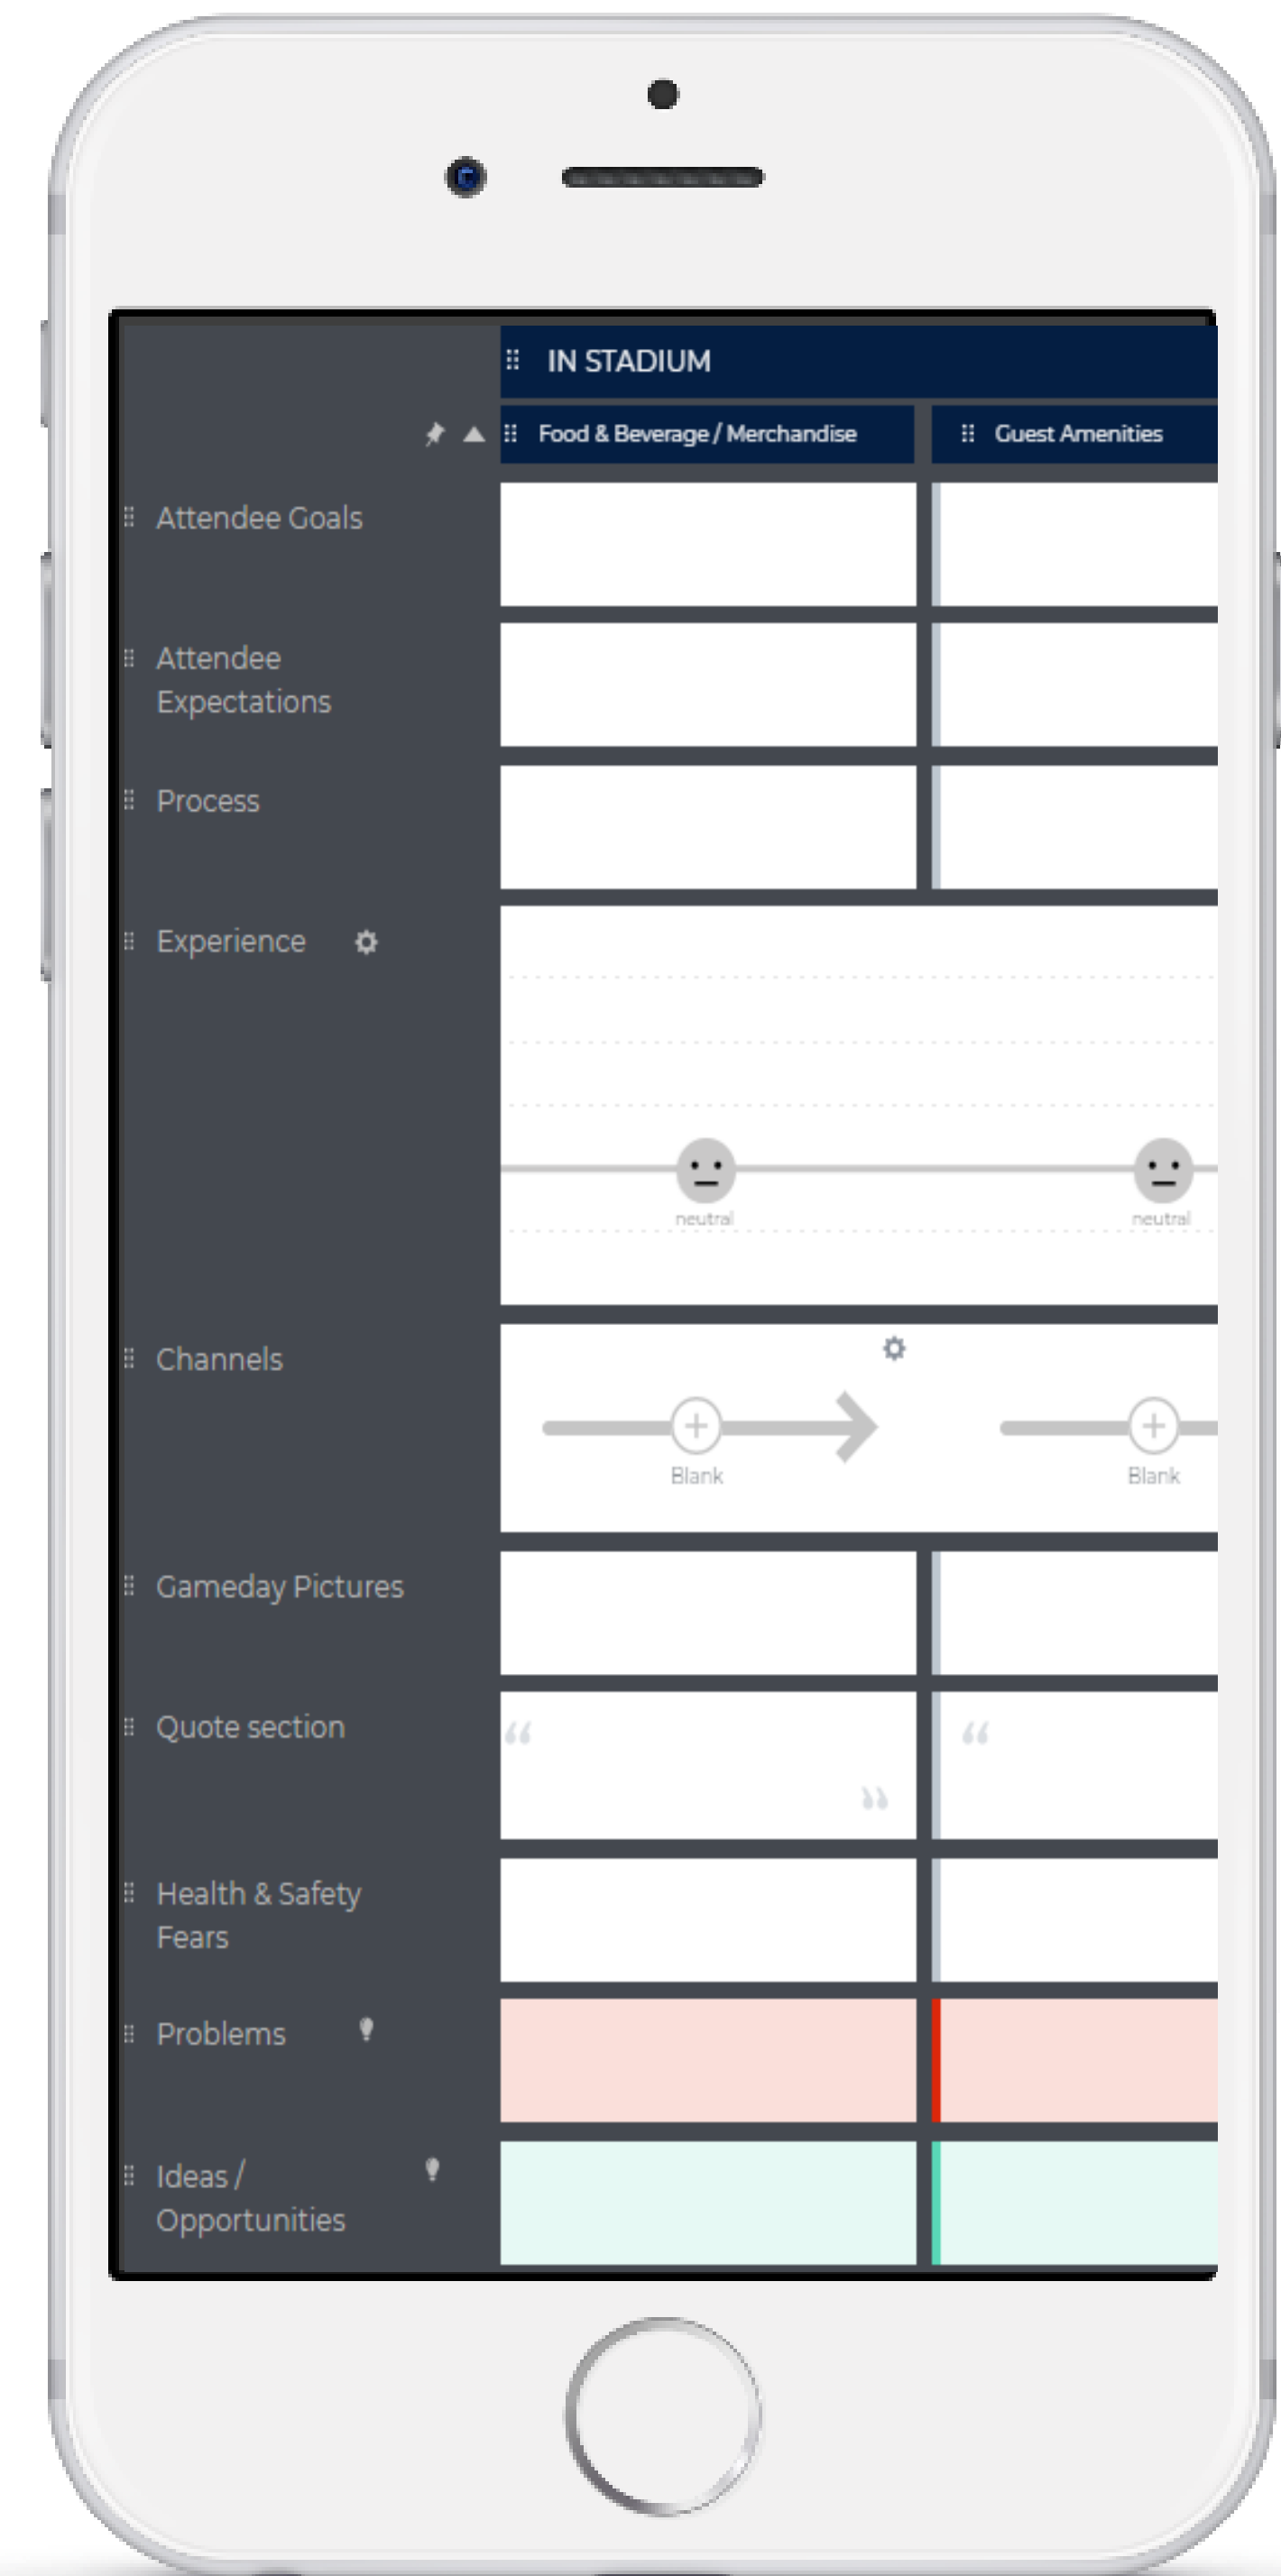 IN STADIUM
Food & Beverage / Merchandise
Guest Amenities
Attendee Goals
Attendee
Expectations
Process
Experience
neutral
neutral
Channels
Blank
Blank
Gameday Pictures
Quote section
“
“
”
Health & Safety
Fears
Problems
Ideas /
Opportunities